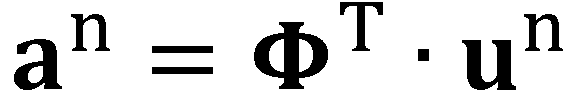 𝐚ⁿ = 𝚽ᵀ · 𝐮ⁿ